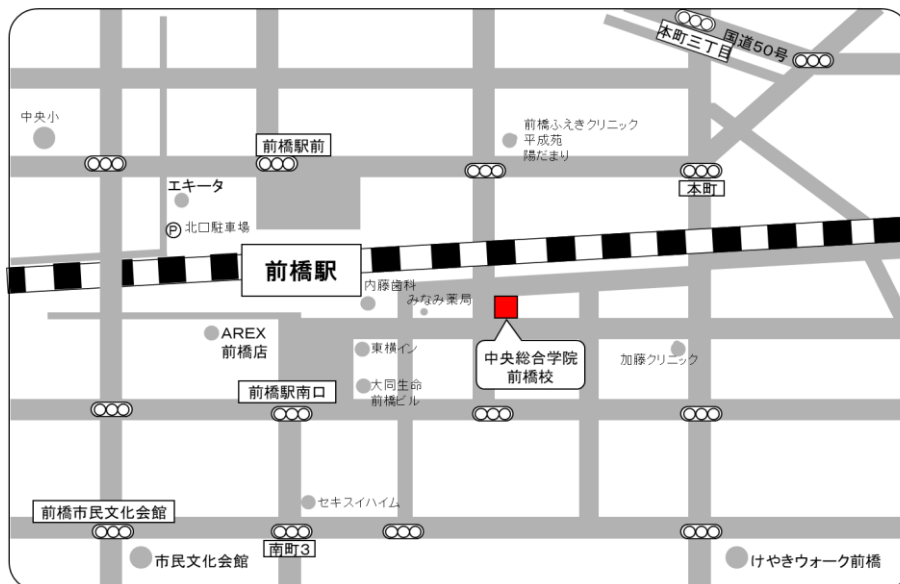 本町三丁目
国道50号
中央小
前橋駅前
前橋ふえきクリニック
平成苑
陽だまり
エキータ
本町
P 北口駐車場
前橋駅
内藤歯科
みなみ薬局
AREX
前橋店
東横イン
中央総合学院
前橋校
加藤クリニック
前橋駅南口
大同生命
前橋ビル
セキスイハイム
前橋市民文化会館
南町3
市民文化会館
けやきウォーク前橋